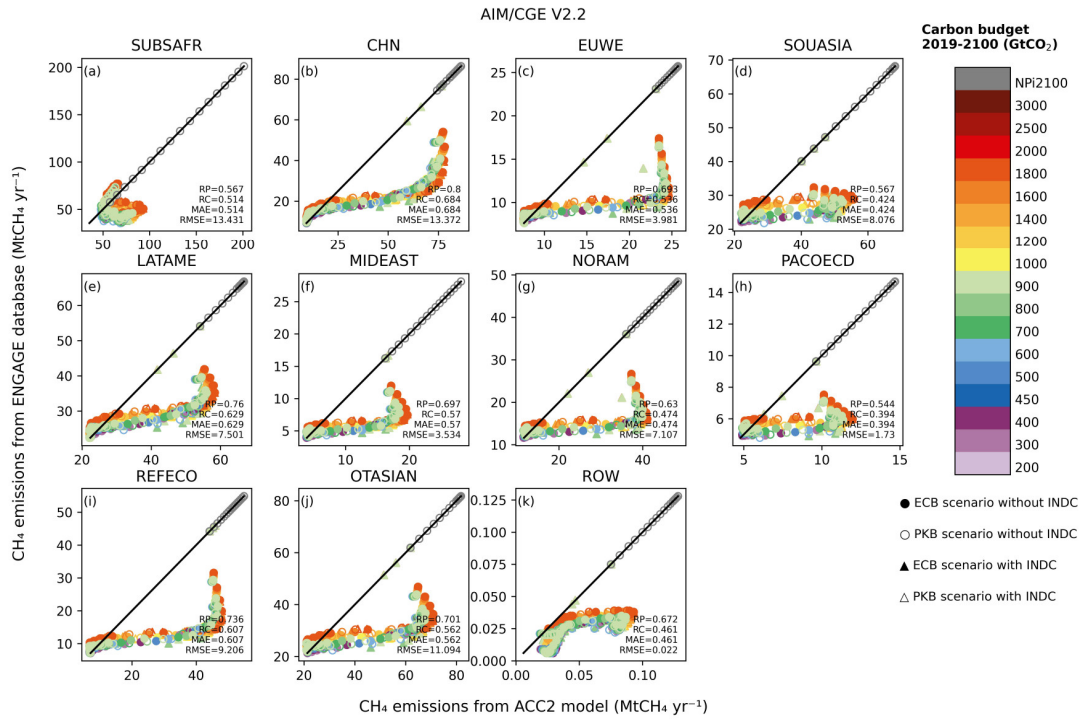 AIM/CGE V2.2
SUBSAFR
CHN
EUWE
SOUASIA
Carbon budget
2019-2100 (GtCO₂)
(a)
(b)
(c)
(d)
200
150
100
50
50
100
150
200
RP=0.567
RC=0.514
MAE=0.514
RMSE=13.431
80
60
40
20
25
50
75
RP=0.8
RC=0.684
MAE=0.684
RMSE=13.372
25
20
15
10
10
15
20
25
RP=0.693
RC=0.536
MAE=0.536
RMSE=3.981
70
60
50
40
30
20
20
40
60
RP=0.567
RC=0.424
MAE=0.424
RMSE=8.076
NPi2100
3000
2500
2000
1800
1600
1400
1200
1000
900
800
700
600
500
450
400
300
200
LATAME
MIDEAST
NORAM
PACOECD
(e)
(f)
(g)
(h)
60
50
40
30
20
20
40
60
RP=0.76
RC=0.629
MAE=0.629
RMSE=7.501
25
20
15
10
5
10
20
RP=0.697
RC=0.57
MAE=0.57
RMSE=3.534
50
40
30
20
10
20
30
40
50
RP=0.63
RC=0.474
MAE=0.474
RMSE=7.107
14
12
10
8
6
5
10
15
RP=0.544
RC=0.394
MAE=0.394
RMSE=1.73
REFECO
OTASIAN
ROW
(i)
(j)
(k)
50
40
30
20
10
20
40
RP=0.736
RC=0.607
MAE=0.607
RMSE=9.206
80
60
40
20
20
40
60
80
RP=0.701
RC=0.562
MAE=0.562
RMSE=11.094
0.125
0.100
0.075
0.050
0.025
0.000
0.00
0.05
0.10
RP=0.672
RC=0.461
MAE=0.461
RMSE=0.022
ECB scenario without INDC
PKB scenario without INDC
ECB scenario with INDC
PKB scenario with INDC
CH₄ emissions from ENGAGE database (MtCH₄ yr⁻¹)
CH₄ emissions from ACC2 model (MtCH₄ yr⁻¹)